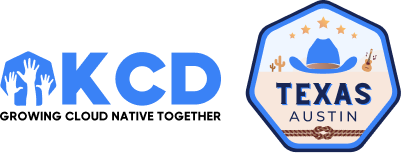 KCD
GROWING CLOUD NATIVE TOGETHER
TEXAS
AUSTIN